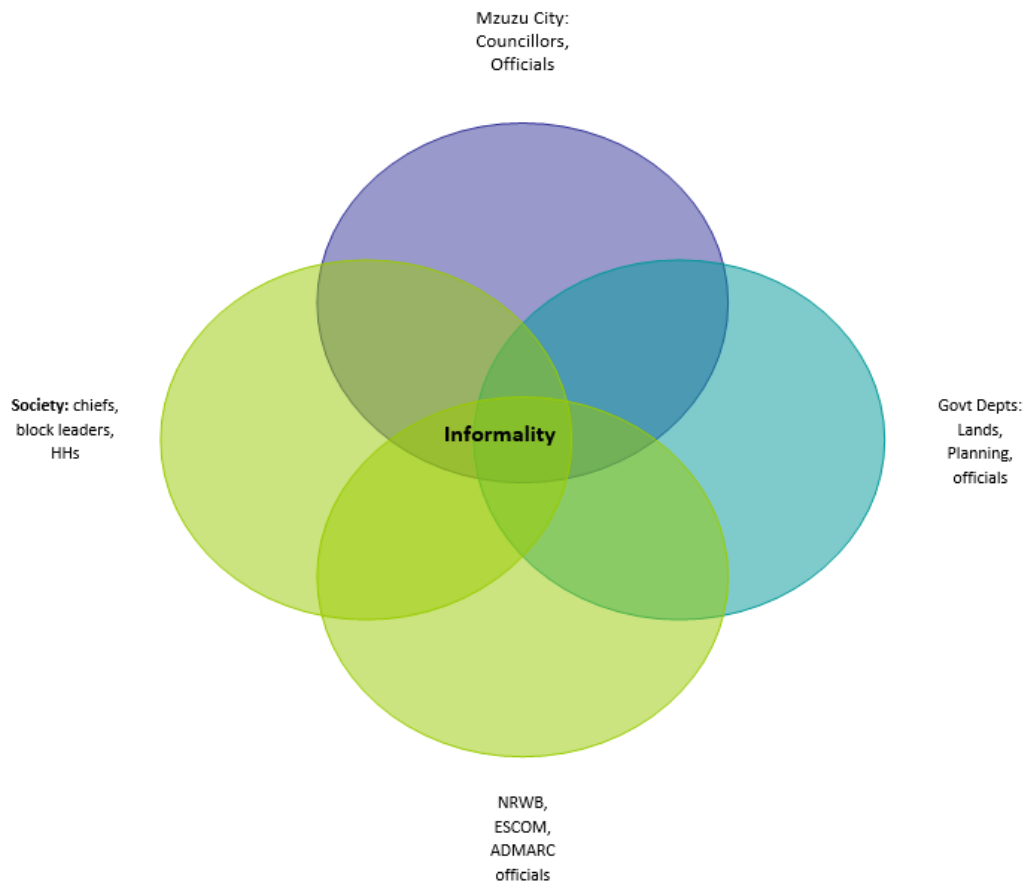 Mzuzu City:
Councillors,
Officials
Society: chiefs,
block leaders,
HHs
Informality
Govt Depts:
Lands,
Planning,
officials
NRWB,
ESCOM,
ADMARC
officials